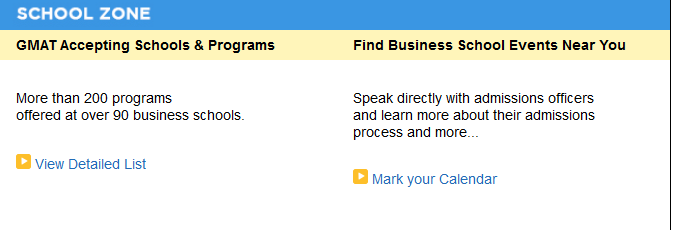 SCHOOL ZONE
GMAT Accepting Schools & Programs
More than 200 programs
offered at over 90 business schools.
View Detailed List
Find Business School Events Near You
Speak directly with admissions officers
and learn more about their admissions
process and more...
Mark your Calendar